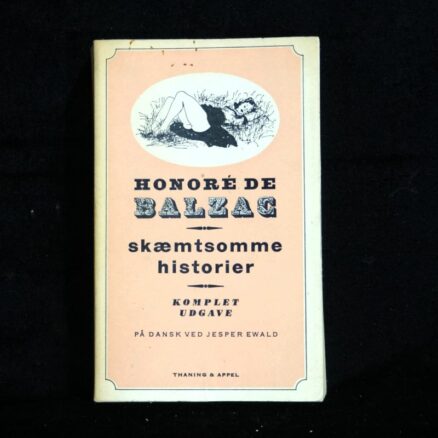 HONORÉ DE
BALZAC
skæmtsomme
historier
KOMPLET
UDGAVE
PÅ DANSK VED JESPER EWALD
THANING & APPEL